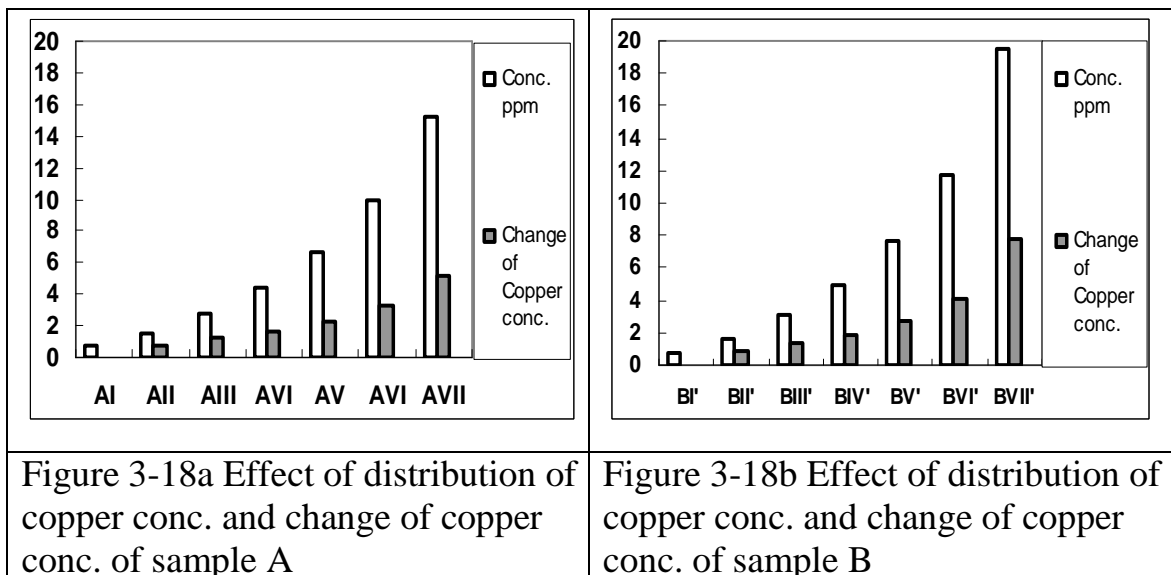 20
18
16
14
12
10
8
6
4
2
0
AI AII AIII AVI AV AVI AVII
Conc.
ppm
Change
of
Copper
conc.
Figure 3-18a Effect of distribution of
copper conc. and change of copper
conc. of sample A
20
18
16
14
12
10
8
6
4
2
0
BI' BII' BIII' BIV' BV' BVI' BVII'
Conc.
ppm
Change
of
Copper
conc.
Figure 3-18b Effect of distribution of
copper conc. and change of copper
conc. of sample B